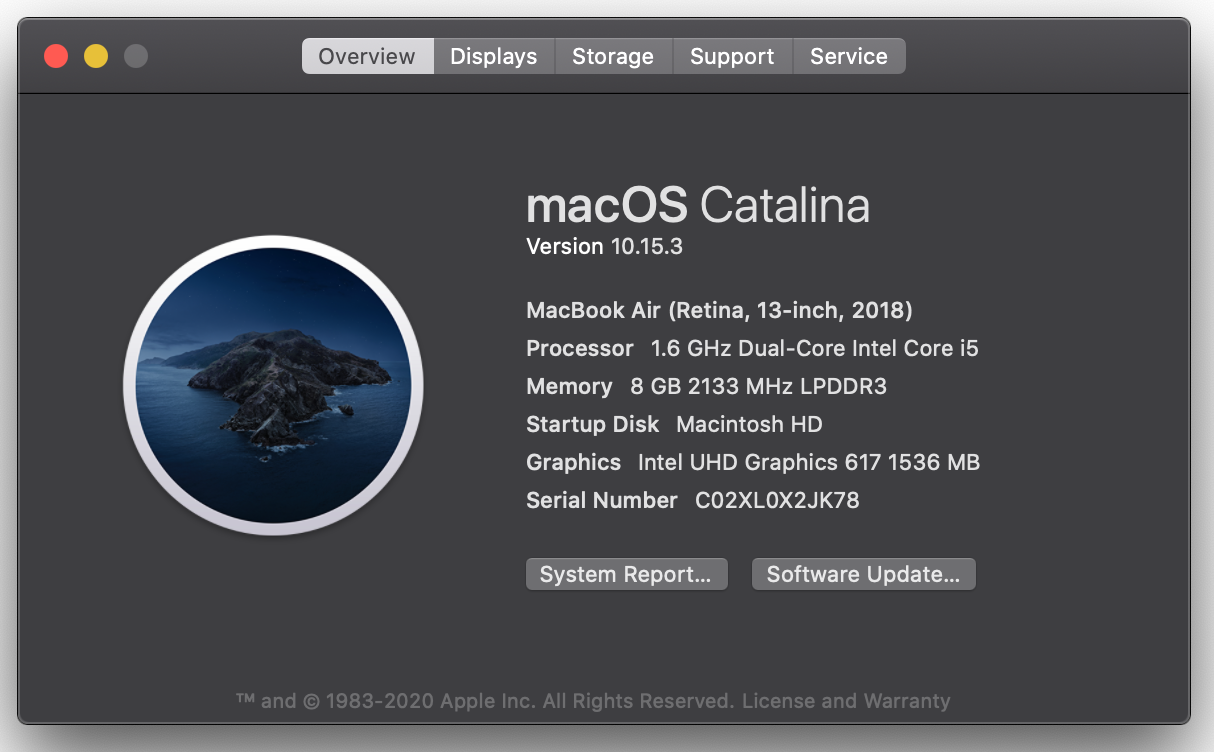 Overview Displays Storage Support Service
macOS Catalina
Version 10.15.3
MacBook Air (Retina, 13-inch, 2018)
Processor 1.6 GHz Dual-Core Intel Core i5
Memory 8 GB 2133 MHz LPDDR3
Startup Disk Macintosh HD
Graphics Intel UHD Graphics 617 1536 MB
Serial Number C02XL0X2JK78
System Report... Software Update...
™ and © 1983-2020 Apple Inc. All Rights Reserved. License and Warranty